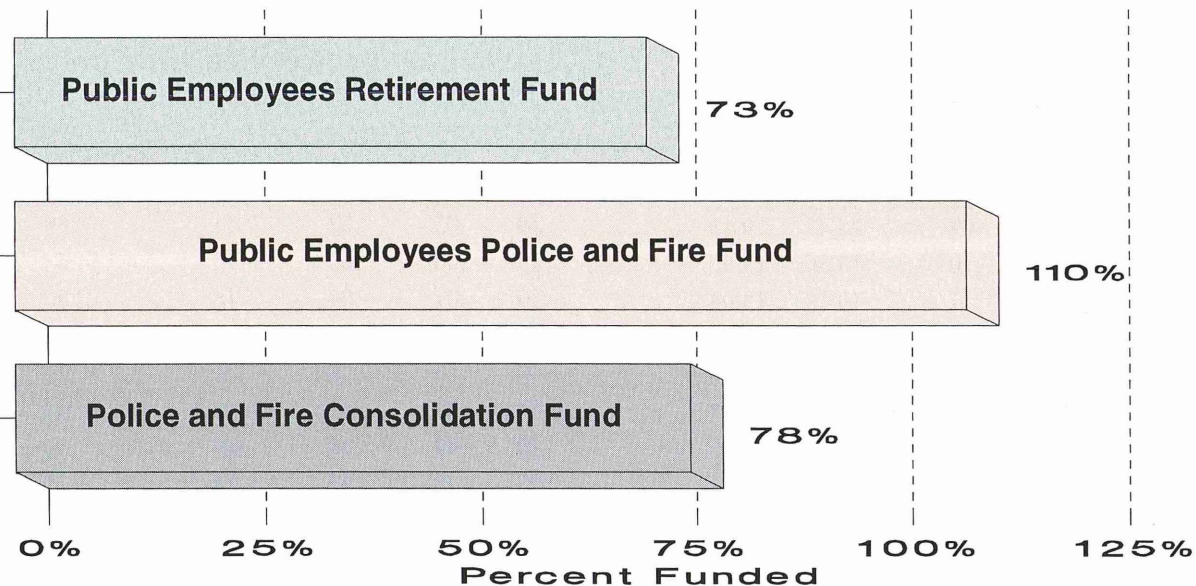 Public Employees Retirement Fund
73%
Public Employees Police and Fire Fund
110%
Police and Fire Consolidation Fund
78%
0% 25% 50% 75% 100% 125%
Percent Funded